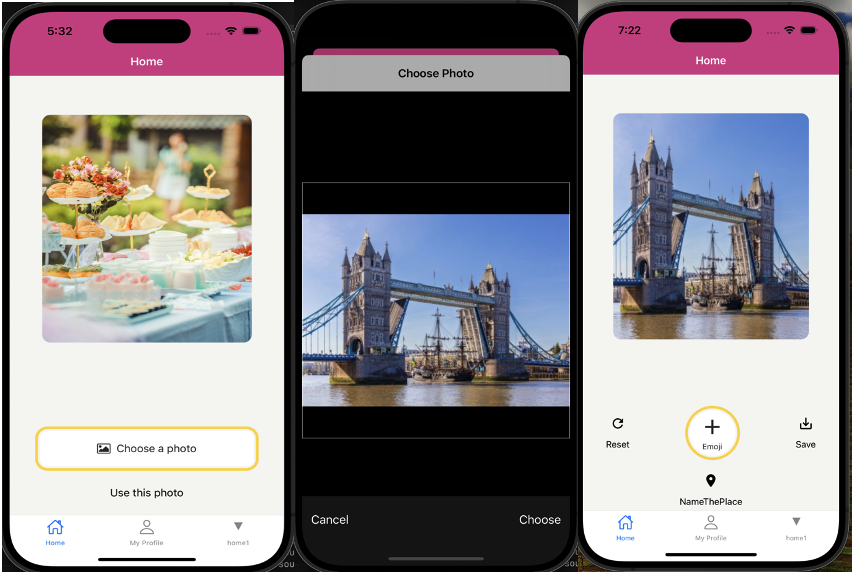 5:32
Home
Choose a photo
Use this photo
Home
My Profile
home1
Choose Photo
Cancel
Choose
7:22
Home
Reset
Emoji
Save
NameThePlace
Home
My Profile
home1
sou